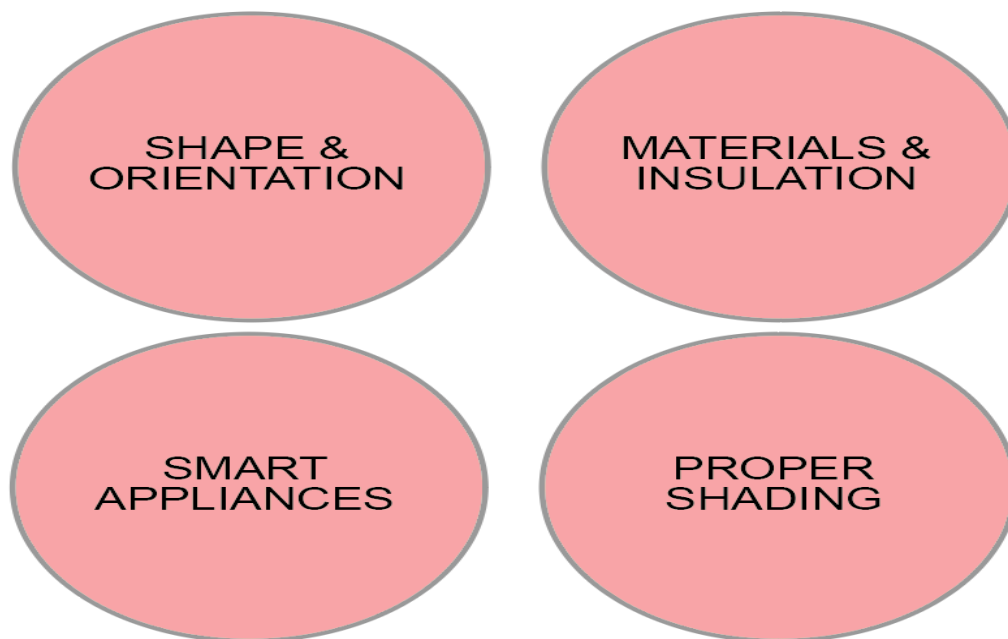 SHAPE &
ORIENTATION
MATERIALS &
INSULATION
SMART
APPLIANCES
PROPER
SHADING